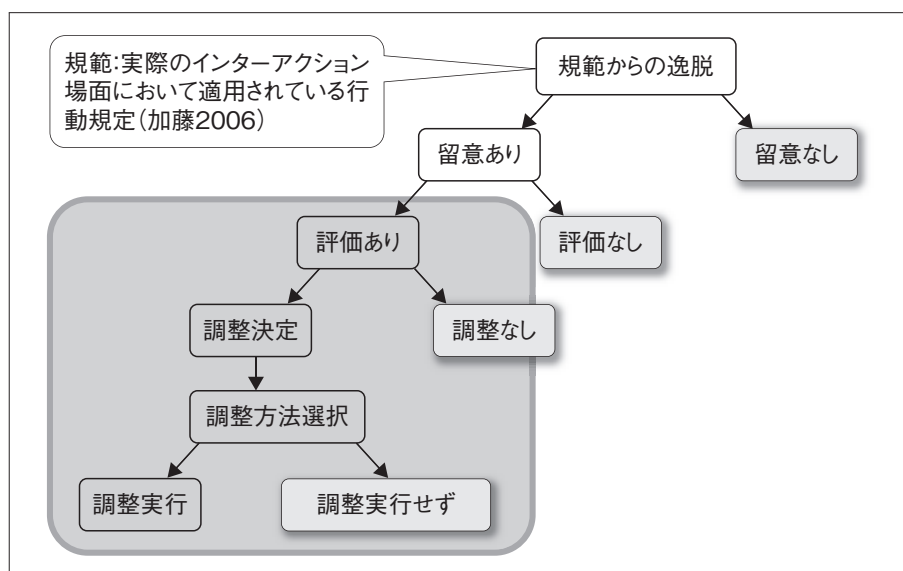 規範:実際のインターアクション
場面において適用されている行
動規定(加藤2006)
規範からの逸脱
留意あり
留意なし
評価あり
評価なし
調整決定
調整なし
調整方法選択
調整実行
調整実行せず